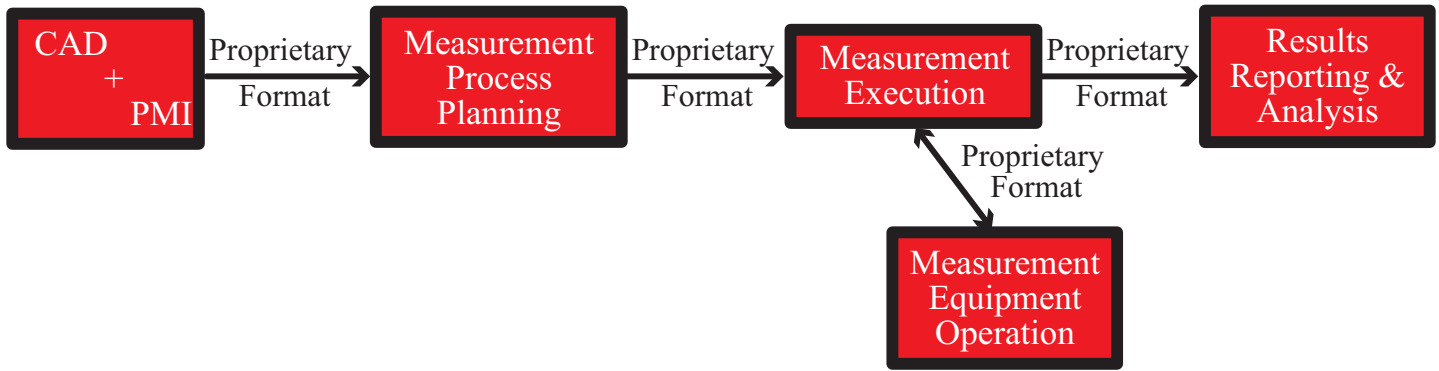 CAD
+
PMI
Proprietary
Format
Measurement
Process
Planning
Proprietary
Format
Measurement
Execution
Proprietary
Format
Results
Reporting &
Analysis
Proprietary
Format
Measurement
Equipment
Operation